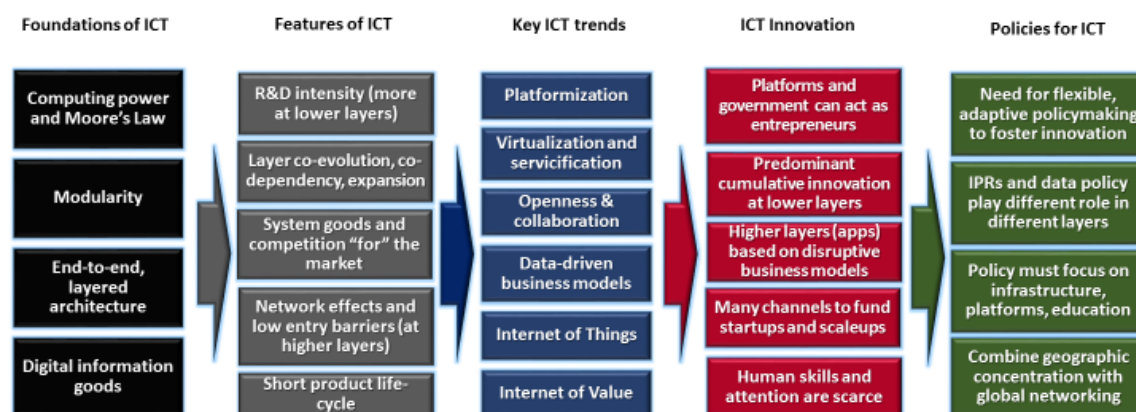 Foundations of ICT
Computing power
and Moore's Law
Modularity
End-to-end,
layered
architecture
Digital information
goods
Features of ICT
R&D intensity (more
at lower layers)
Layer co-evolution, co-
dependency, expansion
System goods and
competition "for" the
market
Network effects and
low entry barriers (at
higher layers)
Short product life-
cycle
Key ICT trends
Platformization
Virtualization and
servicification
Openness &
collaboration
Data-driven
business models
Internet of Things
Internet of Value
ICT Innovation
Platforms and
government can act as
entrepreneurs
Predominant
cumulative innovation
at lower layers
Higher layers (apps)
based on disruptive
business models
Many channels to fund
startups and scaleups
Human skills and
attention are scarce
Policies for ICT
Need for flexible,
adaptive policymaking
to foster innovation
IPRs and data policy
play different role in
different layers
Policy must focus on
infrastructure,
platforms, education
Combine geographic
concentration with
global networking